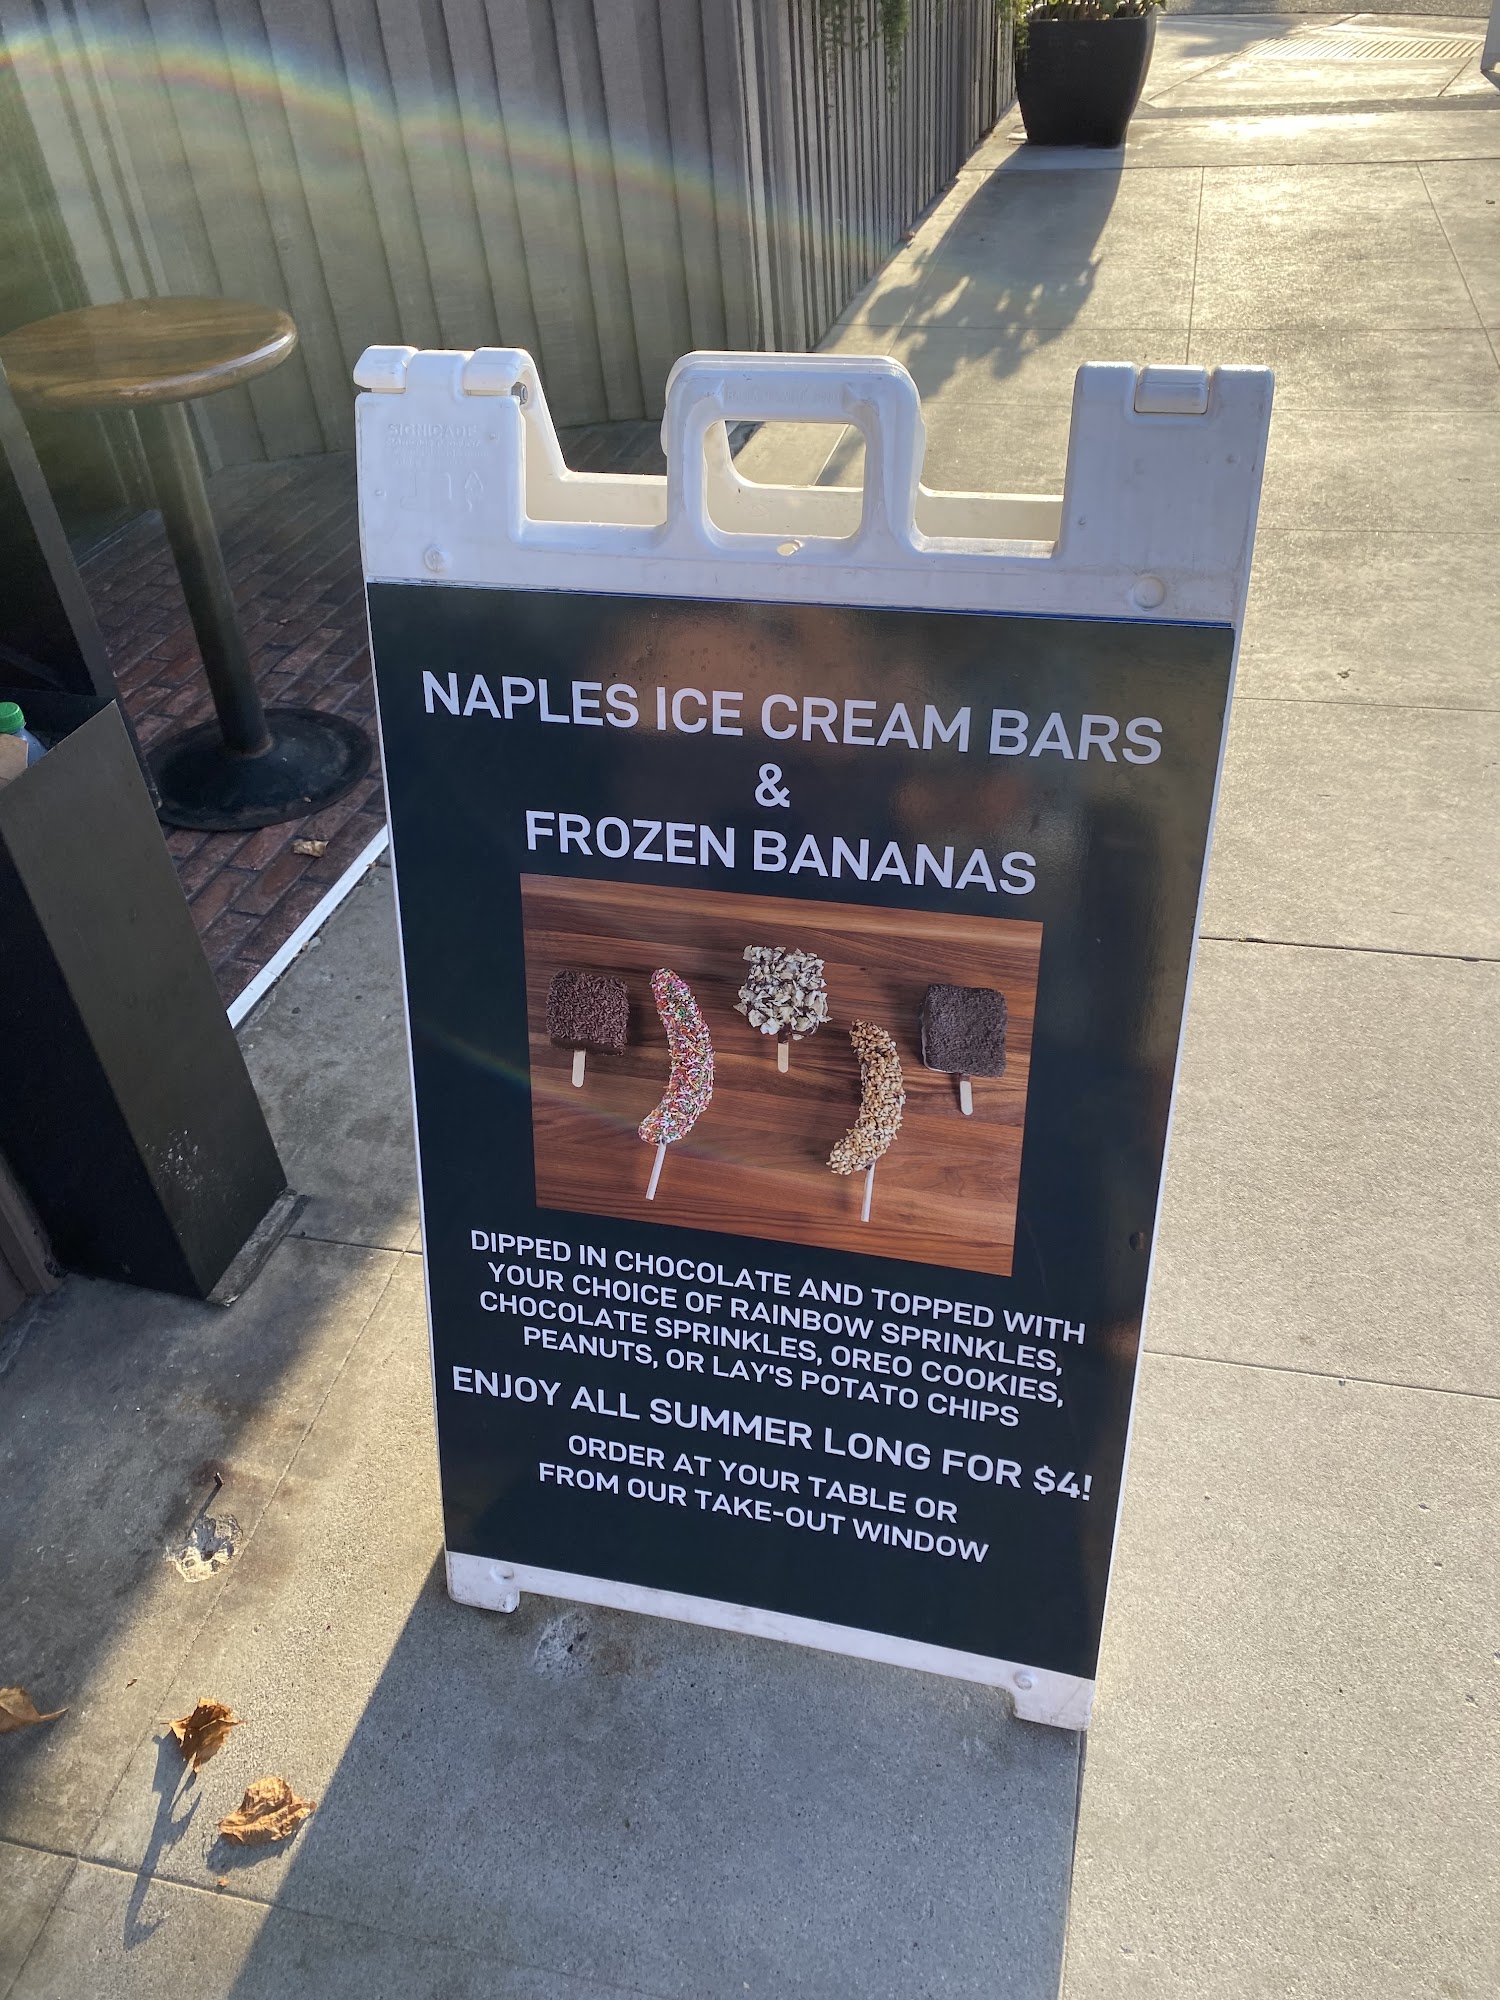 SIGNICADE
NAPLES ICE CREAM BARS
&
FROZEN BANANAS
DIPPED IN CHOCOLATE AND TOPPED WITH
YOUR CHOICE OF RAINBOW SPRINKLES,
CHOCOLATE SPRINKLES, OREO COOKIES,
PEANUTS, OR LAY'S POTATO CHIPS
ENJOY ALL SUMMER LONG FOR $4!
ORDER AT YOUR TABLE OR
FROM OUR TAKE-OUT WINDOW